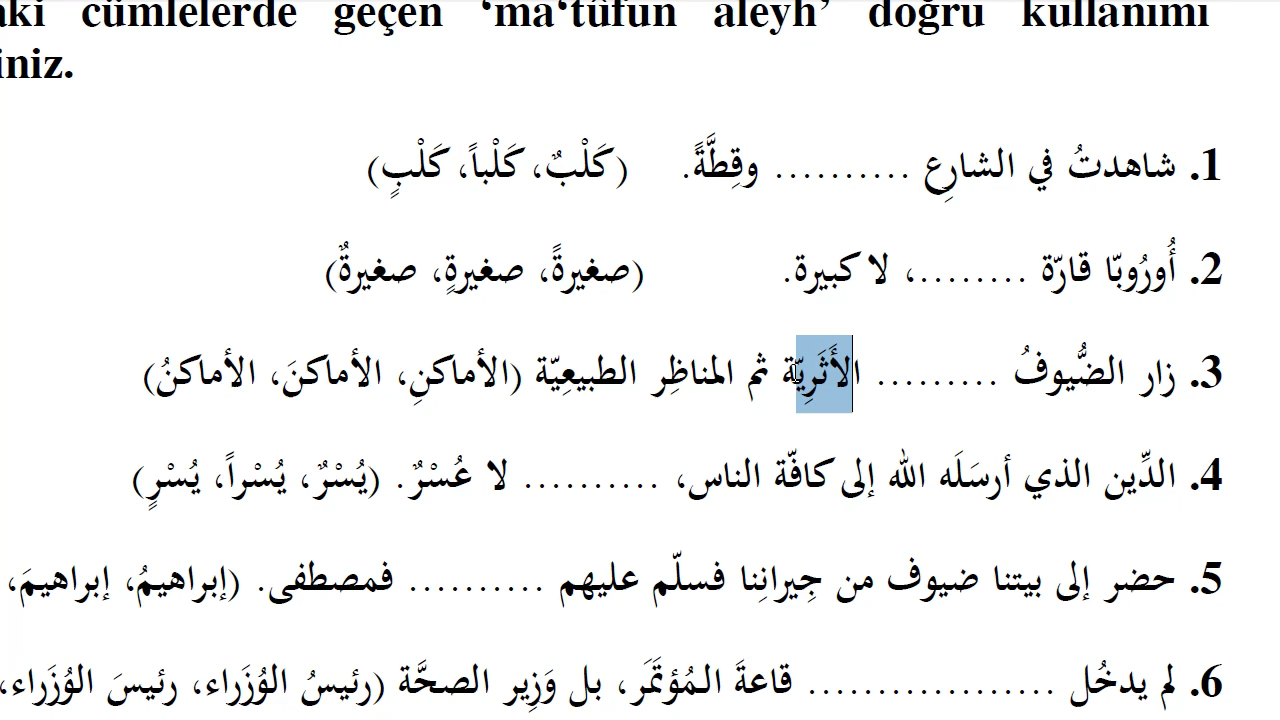 aki cümlelerde geçen ‘ma‘tûfun aleyh’ doğru kullanımı
iniz.
1. شاهدتُ في الشارِع .......... وقِطَّةً. (كَلْبٌ، كَلْباً، كَلْبٍ)
2. أُورُوبّا قارّة ........، لا كبيرة. (صغيرةً، صغيرةٍ، صغيرةٌ)
3. زار الضُّيوفُ ......... الأَثَرِيّة ثم المناظِر الطبيعِيّة (الأماكنِ، الأماكنَ، الأماكنُ)
4. الدِّين الذي أرسَلَه الله إلى كافّة الناس، .......... لا عُسْرٌ. (يُسْرٌ، يُسْراً، يُسْرٍ)
5. حضر إلى بيتنا ضيوف من جِيرانِنا فسلّم عليهم .......... فمصطفى. (إبراهيمُ، إبراهيمَ،
6. لم يدخُل .................. قاعةَ المُؤتَمَر، بل وَزِير الصحَّة (رئيسُ الوُزَراء، رئيسَ الوُزَراء،